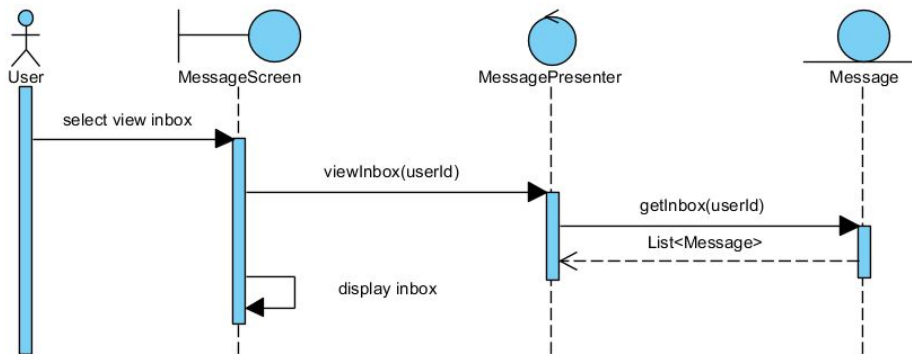 User
MessageScreen
MessagePresenter
Message
select view inbox
viewInbox(userId)
getInbox(userId)
List<Message>
display inbox